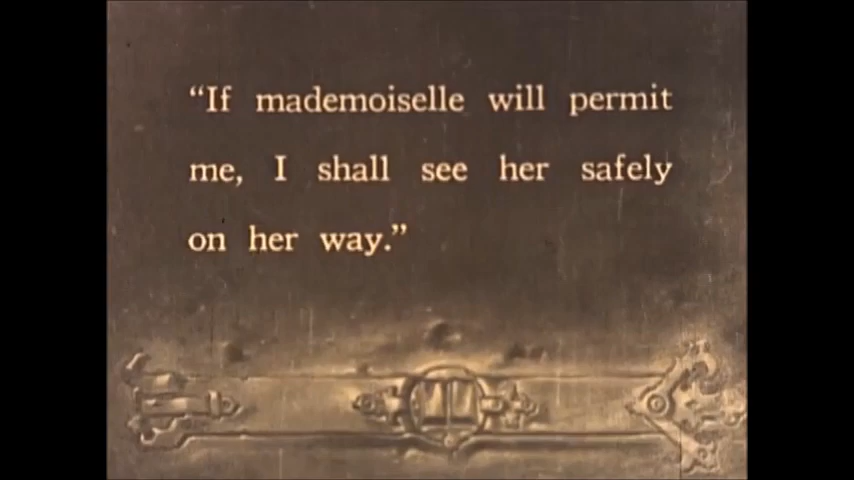 “If mademoiselle will permit
me, I shall see her safely
on her way.”